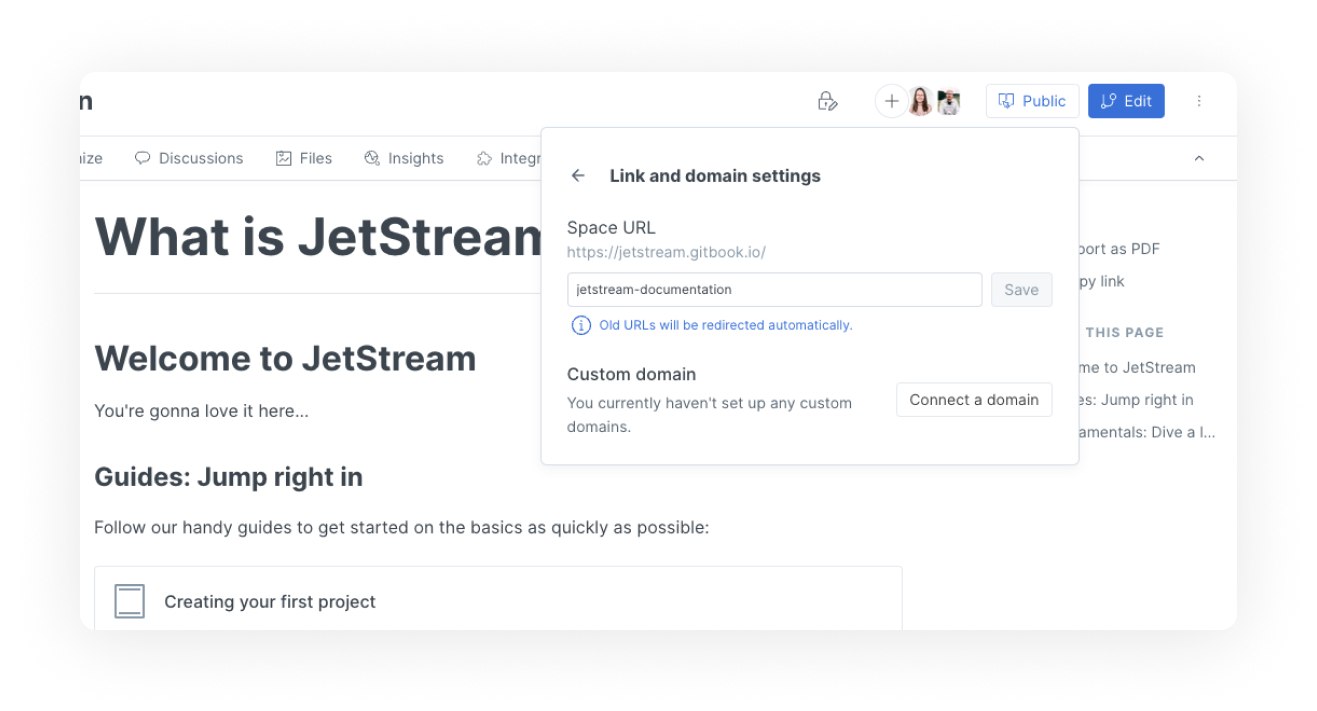 n
Public
Edit
ize
Discussions
Files
Insights
Integr
Link and domain settings
Space URL
https://jetstream.gitbook.io/
jetstream-documentation
Save
Old URLs will be redirected automatically.
Custom domain
You currently haven't set up any custom
domains.
Connect a domain
What is JetStream
Welcome to JetStream
You're gonna love it here...
Guides: Jump right in
Follow our handy guides to get started on the basics as quickly as possible:
Creating your first project
port as PDF
py link
THIS PAGE
me to JetStream
es: Jump right in
amentals: Dive a l...